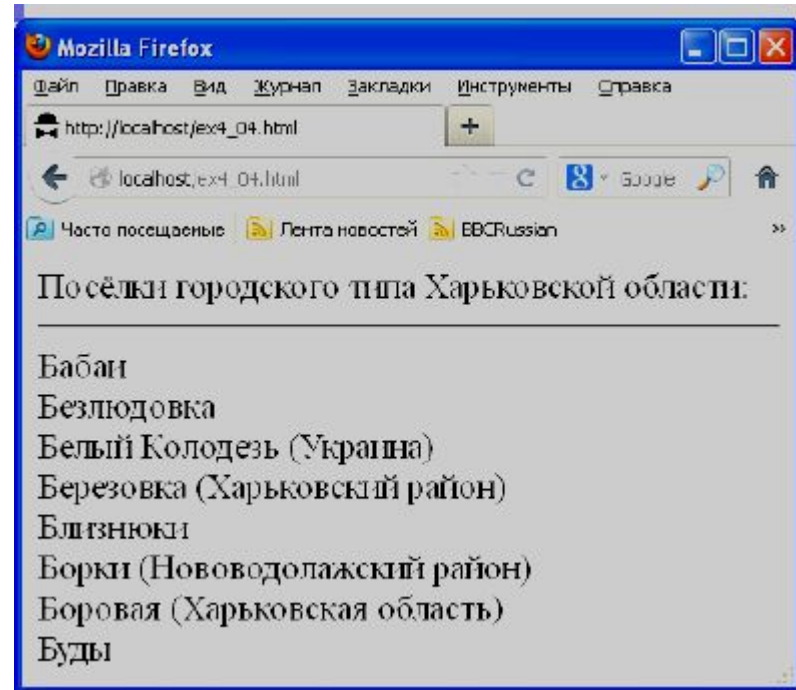 Mozilla Firefox
Файл Правка Вид Журнал Закладки Инструменты Справка
http://localhost/ex4_04.html +
localhost/ex4_04.html Google
Часто посещаемые Лента новостей BBCRussian »
Посёлки городского типа Харьковской области:
Бабаи
Безлюдовка
Белый Колодезь (Украина)
Березовка (Харьковский район)
Близнюки
Борки (Нововодолажский район)
Боровая (Харьковская область)
Буды